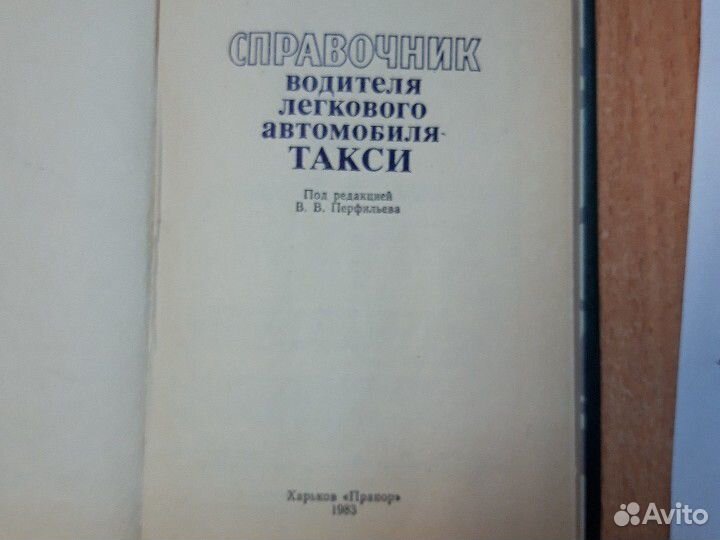 СПРАВОЧНИК
ВОДИТЕЛЯ
ЛЕГКОВОГО
АВТОМОБИЛЯ-
ТАКСИ
Под редакцией
В. В. Перфильева
Харьков «Прапор»
1983
Avito